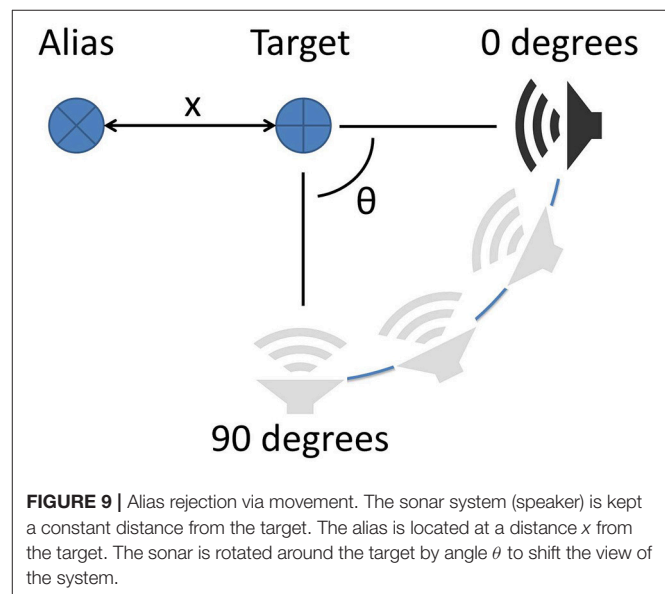 Alias Target 0 degrees
x
θ
90 degrees
FIGURE 9 | Alias rejection via movement. The sonar system (speaker) is kept
a constant distance from the target. The alias is located at a distance x from
the target. The sonar is rotated around the target by angle θ to shift the view of
the system.